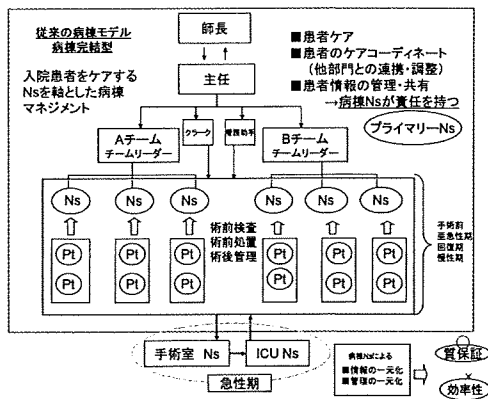 従来の病棟モデル
病棟完結型
入院患者をケアする
Nsを軸とした病棟
マネジメント
師長
主任
■患者ケア
■患者のケアコーディネート
(他部門との連携・調整)
■患者情報の管理・共有
→病棟Nsが責任を持つ
プライマリーNs
Aチーム
チームリーダー
クラーク
看護助手
Bチーム
チームリーダー
Ns
Ns
Ns
Ns
Ns
Ns
術前検査
術前処置
術後管理
Pt
Pt
Pt
Pt
Pt
Pt
Pt
Pt
Pt
Pt
Pt
Pt
手術前
亜急性期
回復期
慢性期
手術室 Ns
ICU Ns
急性期
病棟Nsによる
■情報の一元化
■管理の一元化
○
質保証
×
効率性